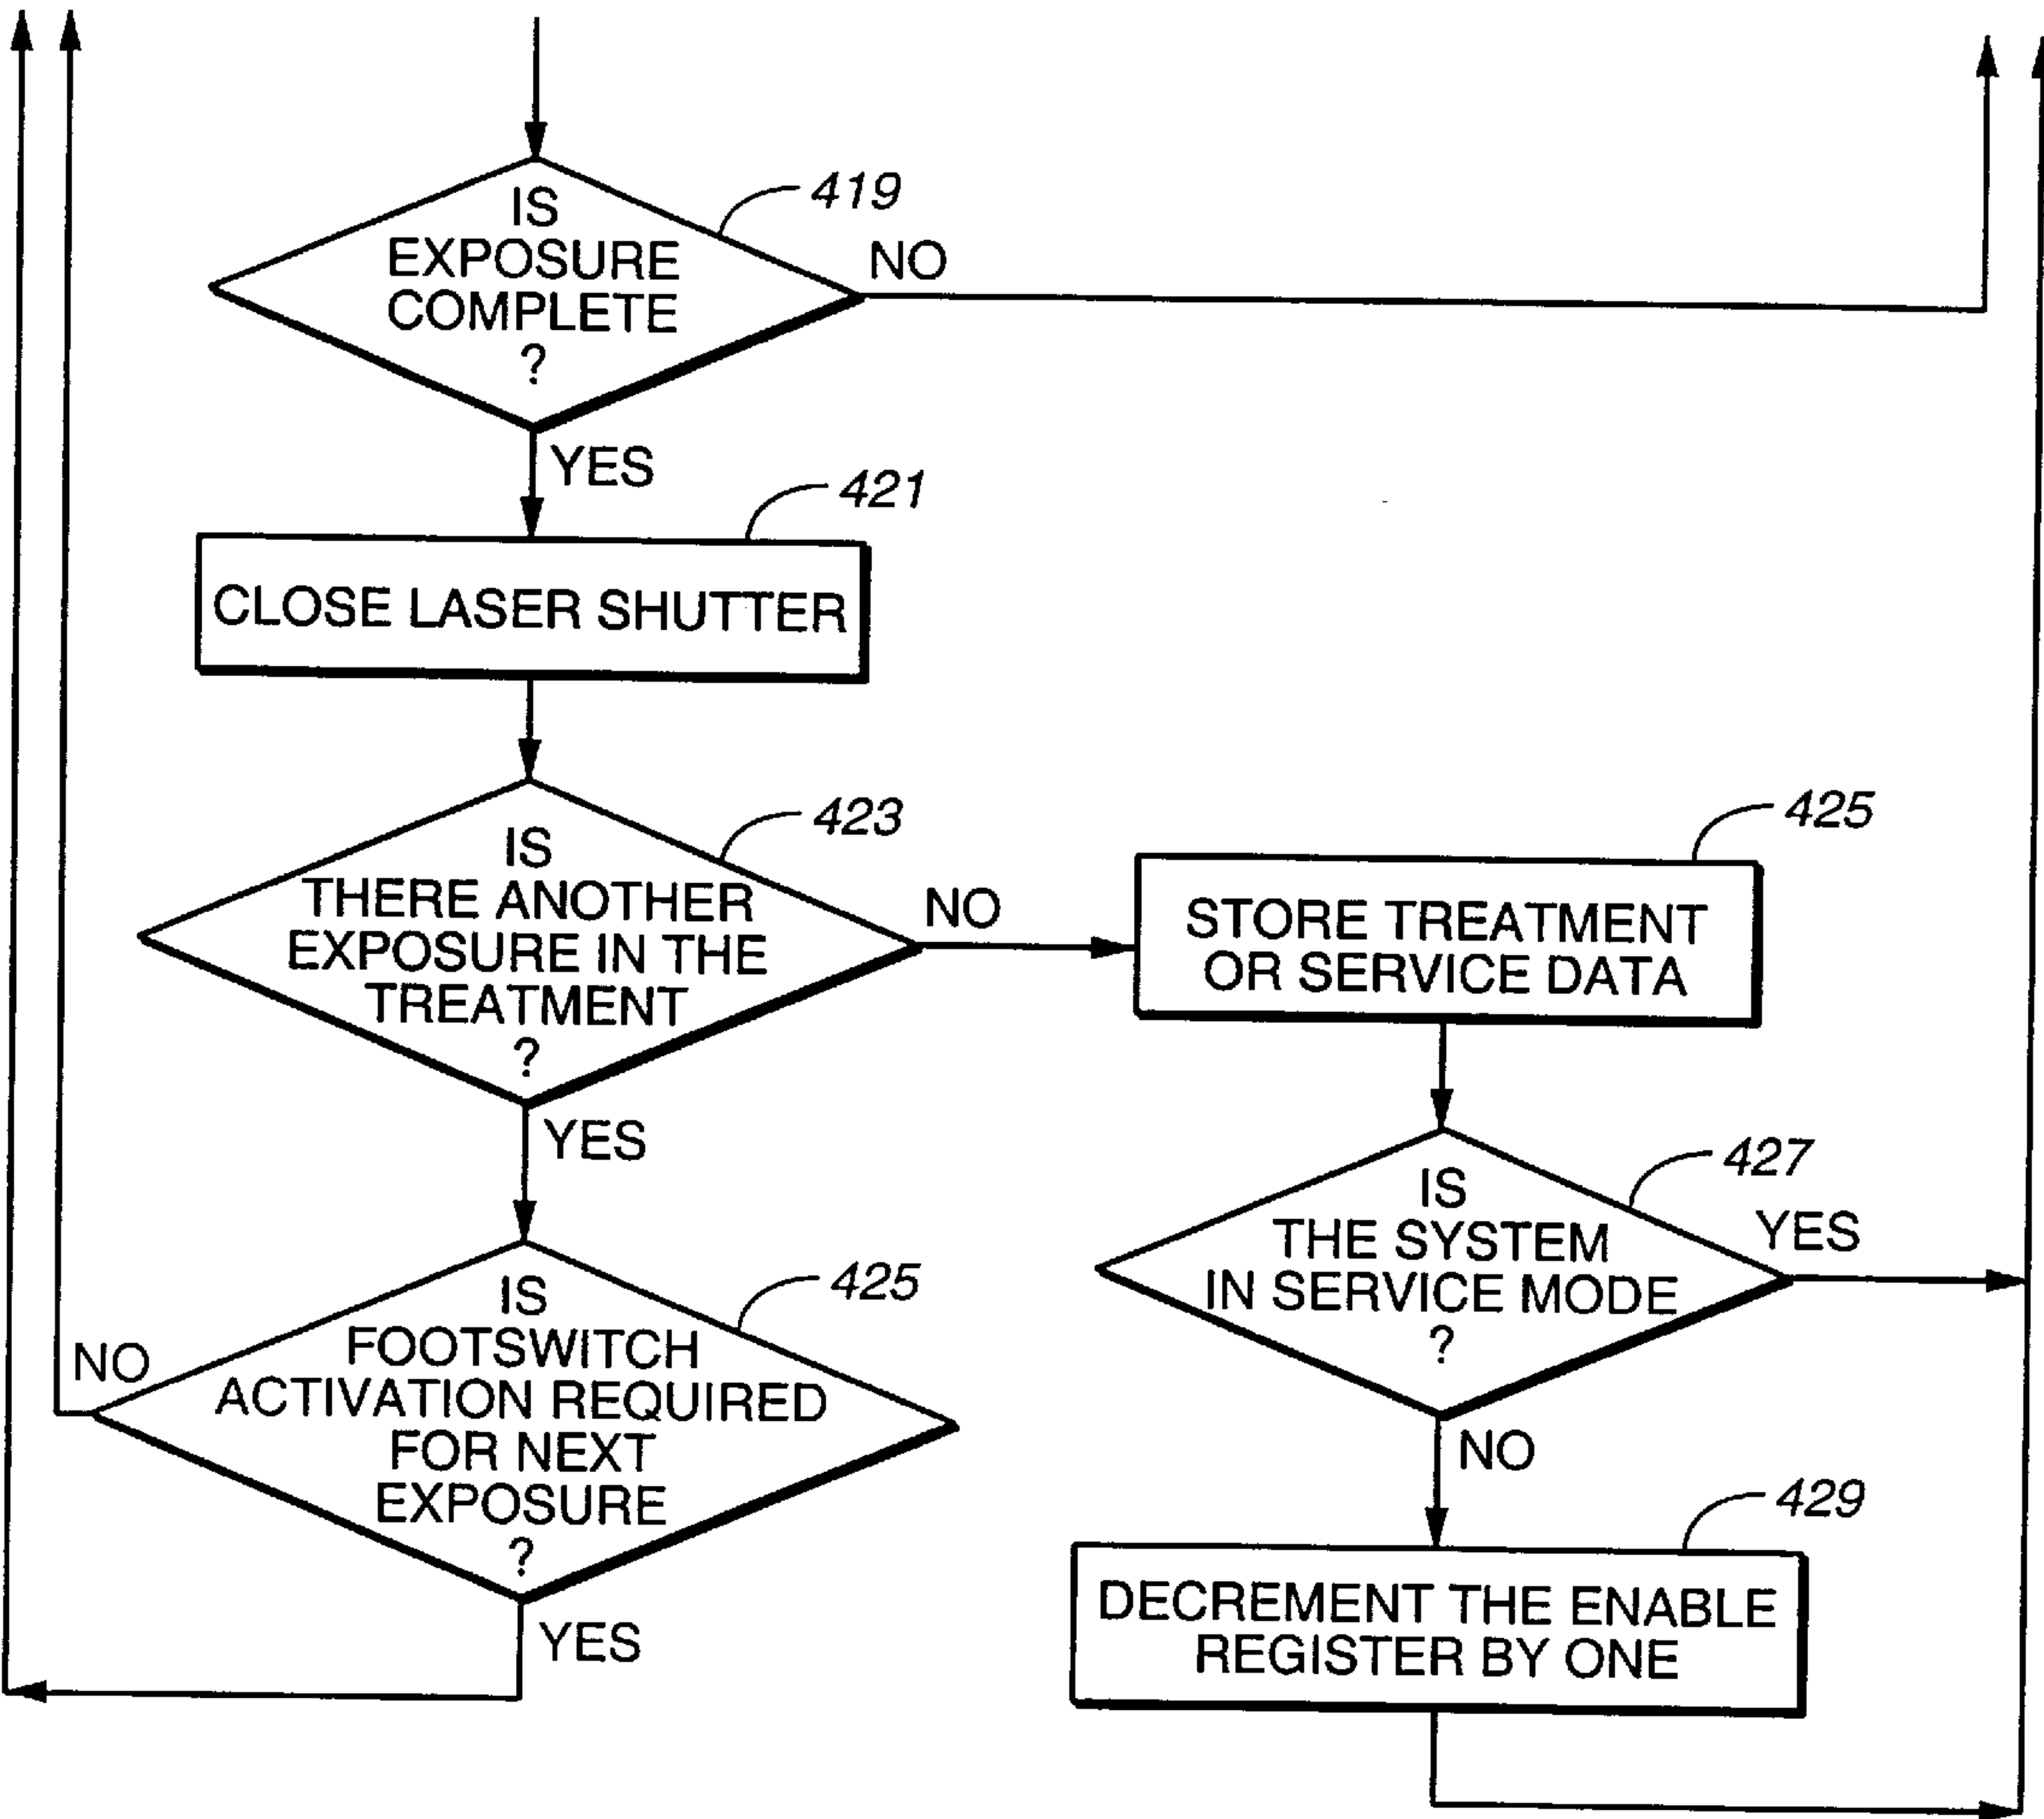 419
IS
EXPOSURE
COMPLETE
?
NO
YES
421
CLOSE LASER SHUTTER
423
IS
THERE ANOTHER
EXPOSURE IN THE
TREATMENT
?
NO
YES
425
STORE TREATMENT
OR SERVICE DATA
427
IS
THE SYSTEM
IN SERVICE MODE
?
YES
NO
425
IS
FOOTSWITCH
ACTIVATION REQUIRED
FOR NEXT
EXPOSURE
?
NO
YES
429
DECREMENT THE ENABLE
REGISTER BY ONE